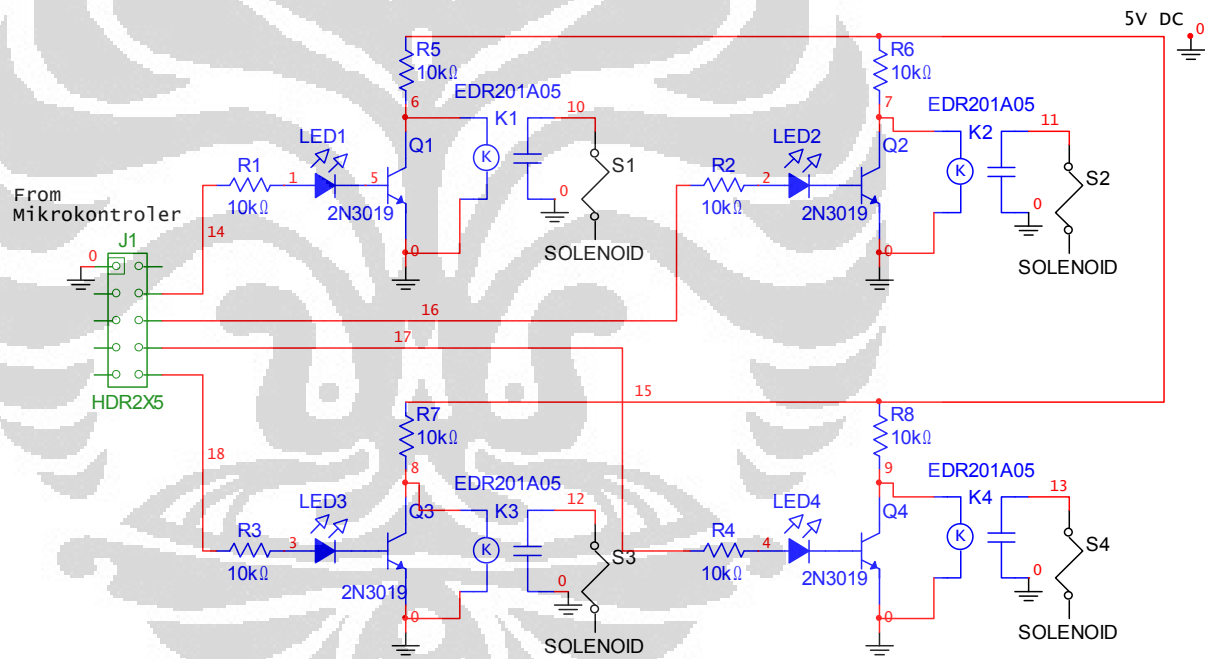 5V DC
0
R5
10kΩ
EDR201A05
6
K1
10
LED1
Q1
K
S1
R1
1
5
10kΩ
2N3019
0
0
SOLENOID
R6
10kΩ
EDR201A05
7
K2
11
LED2
Q2
K
S2
R2
2
10kΩ
2N3019
0
0
SOLENOID
From
Mikrokontroler
14
J1
0
16
17
HDR2X5
15
18
R7
10kΩ
EDR201A05
8
K3
12
LED3
Q3
K
S3
R3
3
10kΩ
2N3019
0
0
SOLENOID
R8
10kΩ
EDR201A05
9
K4
13
LED4
Q4
K
S4
R4
4
10kΩ
2N3019
0
0
SOLENOID